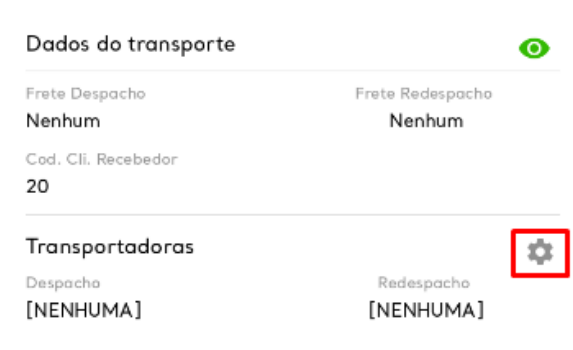 Dados do transporte
Frete Despacho Frete Redespacho
Nenhum Nenhum
Cod. Cli. Recebedor
20
Transportadoras
Despacho Redespacho
[NENHUMA] [NENHUMA]